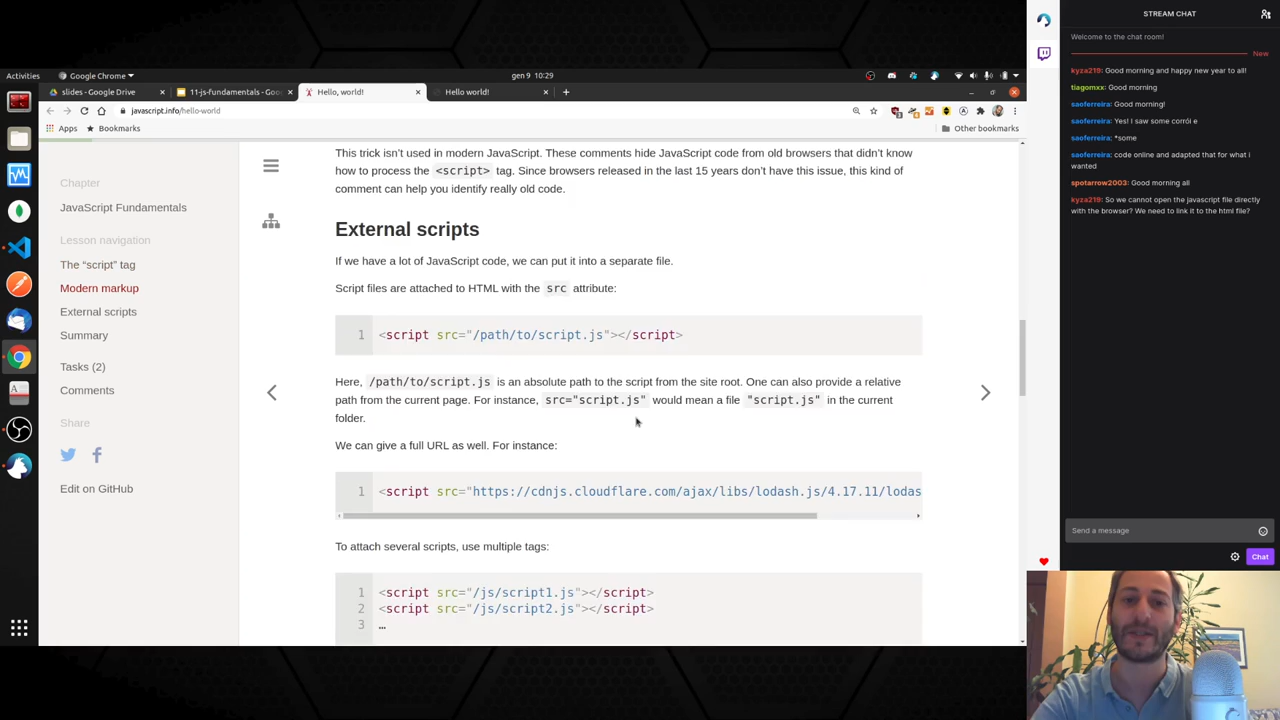 Activities
Google Chrome
gen 9 10:29
slides - Google Drive
11-js-fundamentals - Goo
Hello, world!
Hello world!
javascript.info/hello-world
Apps
Bookmarks
Other bookmarks
Chapter
JavaScript Fundamentals
Lesson navigation
The “script” tag
Modern markup
External scripts
Summary
Tasks (2)
Comments
Share
Edit on GitHub
This trick isn't used in modern JavaScript. These comments hide JavaScript code from old browsers that didn't know
how to process the <script> tag. Since browsers released in the last 15 years don't have this issue, this kind of
comment can help you identify really old code.
External scripts
If we have a lot of JavaScript code, we can put it into a separate file.
Script files are attached to HTML with the src attribute:
1 <script src="/path/to/script.js"></script>
Here, /path/to/script.js is an absolute path to the script from the site root. One can also provide a relative
path from the current page. For instance, src="script.js" would mean a file "script.js" in the current
folder.
We can give a full URL as well. For instance:
1 <script src="https://cdnjs.cloudflare.com/ajax/libs/lodash.js/4.17.11/lodas
To attach several scripts, use multiple tags:
1 <script src="/js/script1.js"></script>
2 <script src="/js/script2.js"></script>
3 …
STREAM CHAT
Welcome to the chat room!
New
kyza219: Good morning and happy new year to all!
tiagomxx: Good morning
saoferreira: Good morning!
saoferreira: Yes! I saw some corrói e
saoferreira: *some
saoferreira: code online and adapted that for what i
wanted
spotarrow2003: Good morning all
kyza219: So we cannot open the javascript file directly
with the browser? We need to link it to the html file?
Send a message
Chat